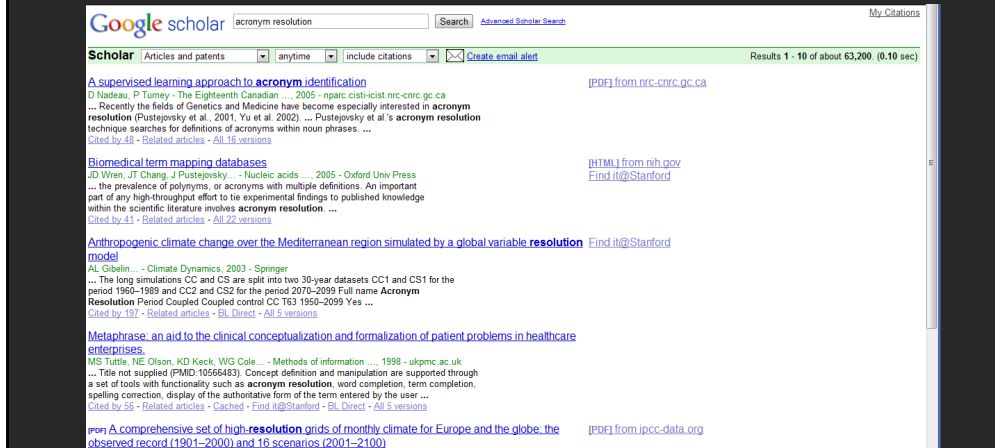 My Citations
Google scholar acronym resolution Search Advanced Scholar Search
Scholar Articles and patents anytime include citations Create email alert Results 1 - 10 of about 63,200. (0.10 sec)
A supervised learning approach to acronym identification [PDF] from nrc-cnrc.gc.ca
D Nadeau, P Turney - The Eighteenth Canadian ..., 2005 - nparc.cisti-icist.nrc-cnrc.gc.ca
... Recently the fields of Genetics and Medicine have become especially interested in acronym
resolution (Pustejovsky et al., 2001, Yu et al. 2002). ... Pustejovsky et al.'s acronym resolution
technique searches for definitions of acronyms within noun phrases. ...
Cited by 48 - Related articles - All 16 versions
Biomedical term mapping databases [HTML] from nih.gov
JD Wren, JT Chang, J Pustejovsky... - Nucleic acids ..., 2005 - Oxford Univ Press Find it@Stanford
... the prevalence of polynyms, or acronyms with multiple definitions. An important
part of any high-throughput effort to tie experimental findings to published knowledge
within the scientific literature involves acronym resolution. ...
Cited by 41 - Related articles - All 22 versions
Anthropogenic climate change over the Mediterranean region simulated by a global variable resolution Find it@Stanford
model
AL Gibelin... - Climate Dynamics, 2003 - Springer
... The long simulations CC and CS are split into two 30-year datasets CC1 and CS1 for the
period 1960–1989 and CC2 and CS2 for the period 2070–2099 Full name Acronym
Resolution Period Coupled Coupled control CC T63 1950–2099 Yes ...
Cited by 197 - Related articles - BL Direct - All 5 versions
Metaphrase: an aid to the clinical conceptualization and formalization of patient problems in healthcare
enterprises.
MS Tuttle, NE Olson, KD Keck, WG Cole... - Methods of information ..., 1998 - ukpmc.ac.uk
... Title not supplied (PMID:10566483). Concept definition and manipulation are supported through
a set of tools with functionality such as acronym resolution, word completion, term completion,
spelling correction, display of the authoritative form of the term entered by the user ...
Cited by 56 - Related articles - Cached - Find it@Stanford - BL Direct - All 5 versions
[PDF] A comprehensive set of high-resolution grids of monthly climate for Europe and the globe: the [PDF] from ipcc-data.org
observed record (1901–2000) and 16 scenarios (2001–2100)